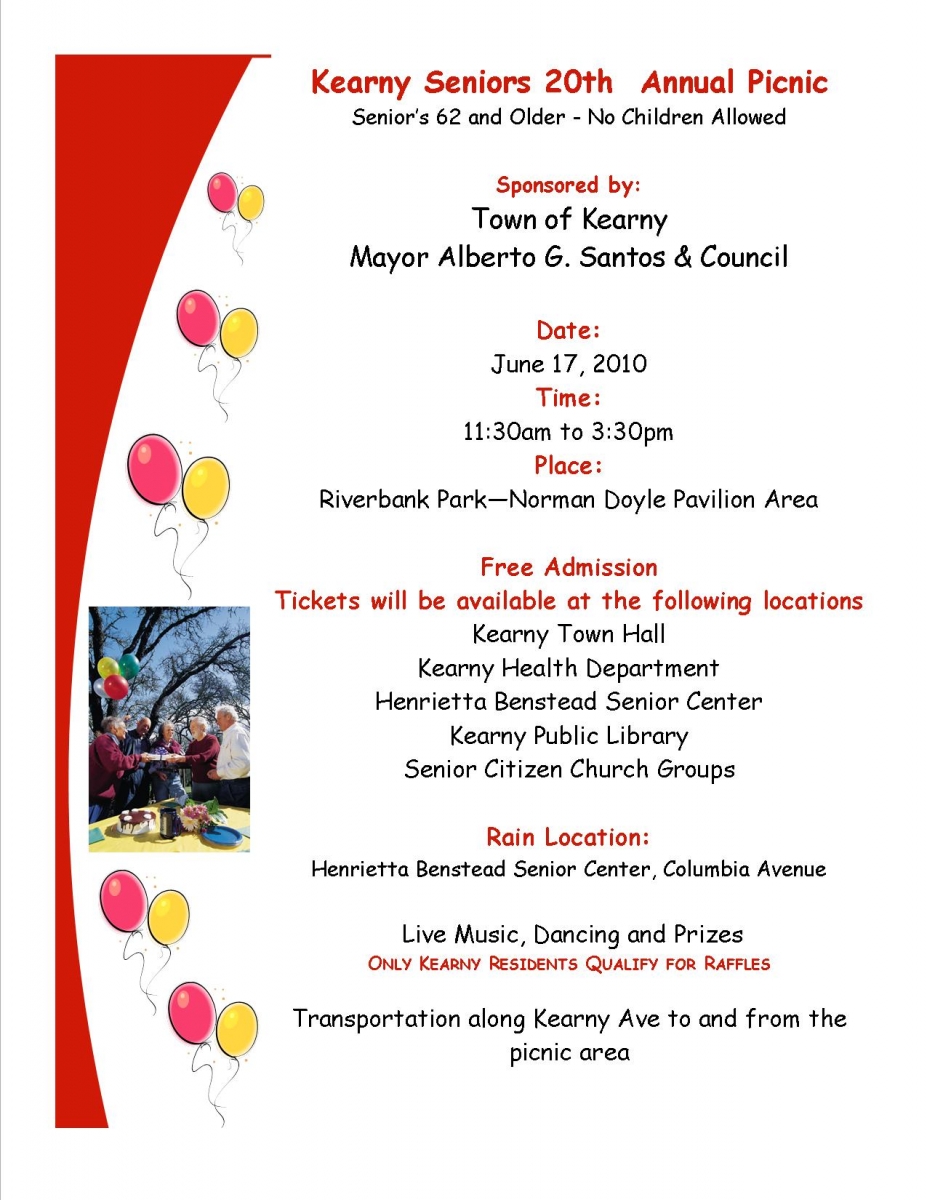 Kearny Seniors 20th Annual Picnic
Senior's 62 and Older - No Children Allowed
Sponsored by:
Town of Kearny
Mayor Alberto G. Santos & Council
Date:
June 17, 2010
Time:
11:30am to 3:30pm
Place:
Riverbank Park—Norman Doyle Pavilion Area
Free Admission
Tickets will be available at the following locations
Kearny Town Hall
Kearny Health Department
Henrietta Benstead Senior Center
Kearny Public Library
Senior Citizen Church Groups
Rain Location:
Henrietta Benstead Senior Center, Columbia Avenue
Live Music, Dancing and Prizes
ONLY KEARNY RESIDENTS QUALIFY FOR RAFFLES
Transportation along Kearny Ave to and from the
picnic area